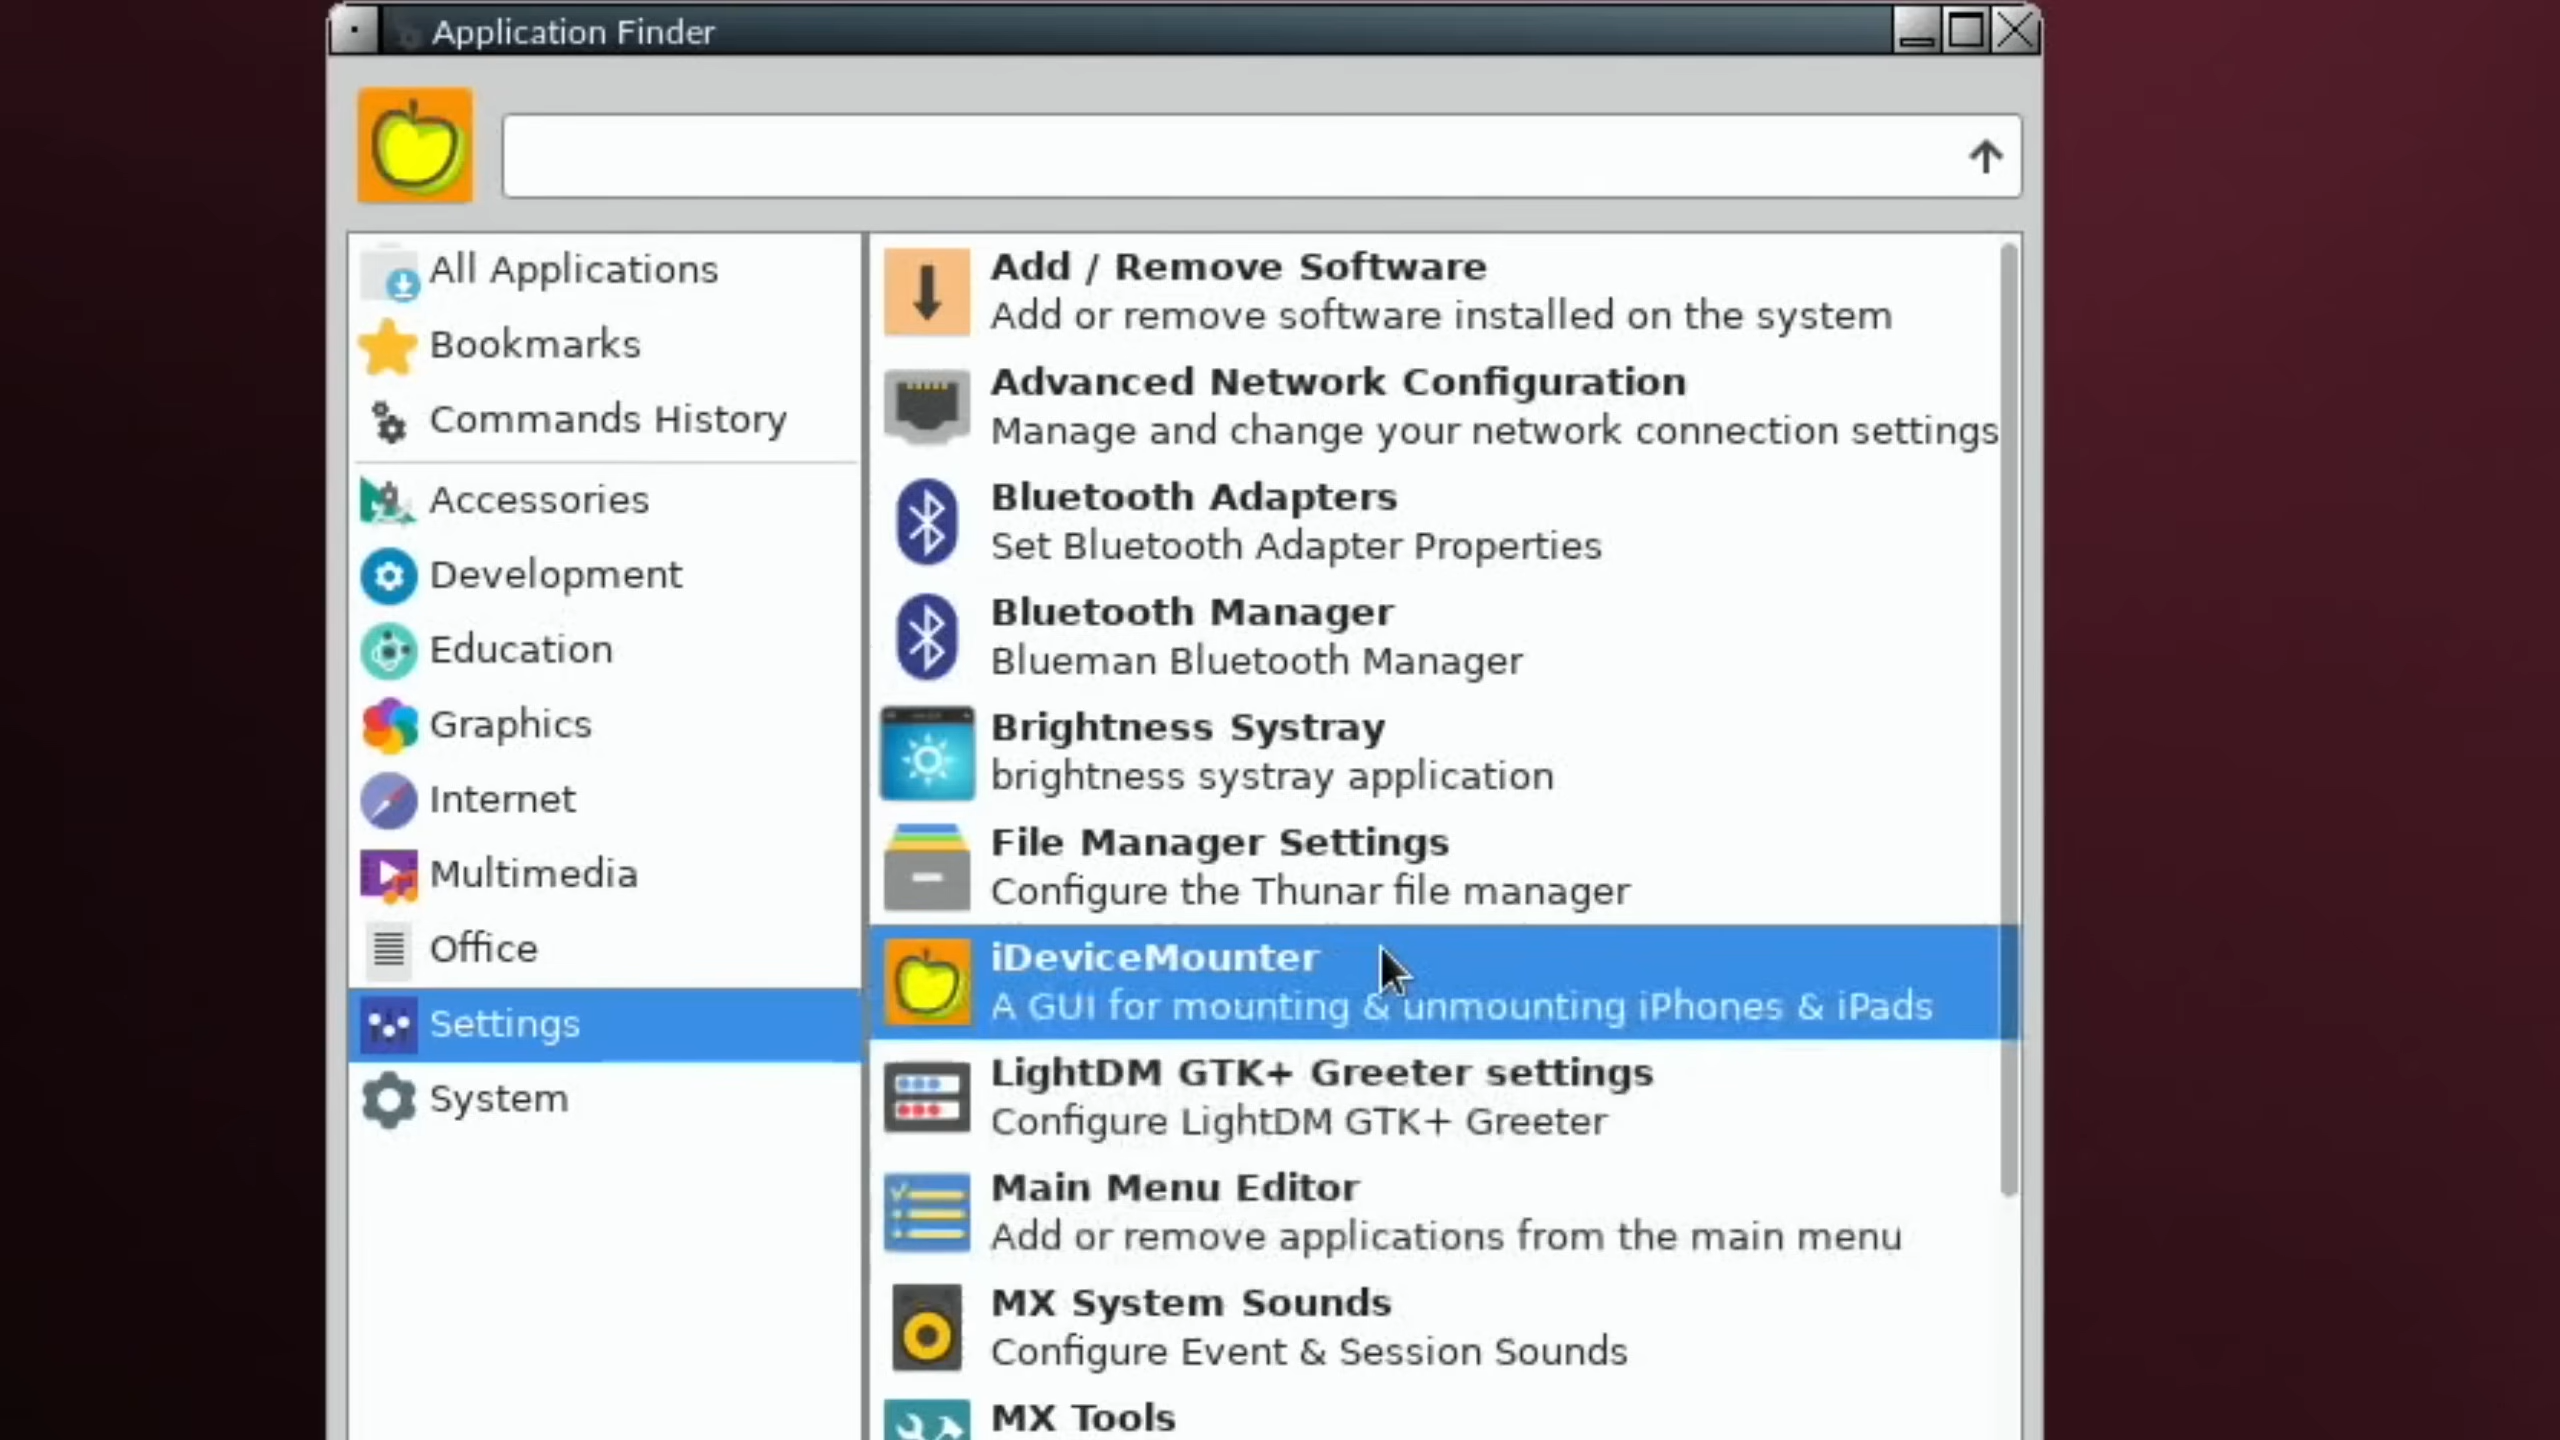 Application Finder
All Applications
Bookmarks
Commands History
Accessories
Development
Education
Graphics
Internet
Multimedia
Office
Settings
System
Add / Remove Software
Add or remove software installed on the system
Advanced Network Configuration
Manage and change your network connection settings
Bluetooth Adapters
Set Bluetooth Adapter Properties
Bluetooth Manager
Blueman Bluetooth Manager
Brightness Systray
brightness systray application
File Manager Settings
Configure the Thunar file manager
iDeviceMounter
A GUI for mounting & unmounting iPhones & iPads
LightDM GTK+ Greeter settings
Configure LightDM GTK+ Greeter
Main Menu Editor
Add or remove applications from the main menu
MX System Sounds
Configure Event & Session Sounds
MX Tools